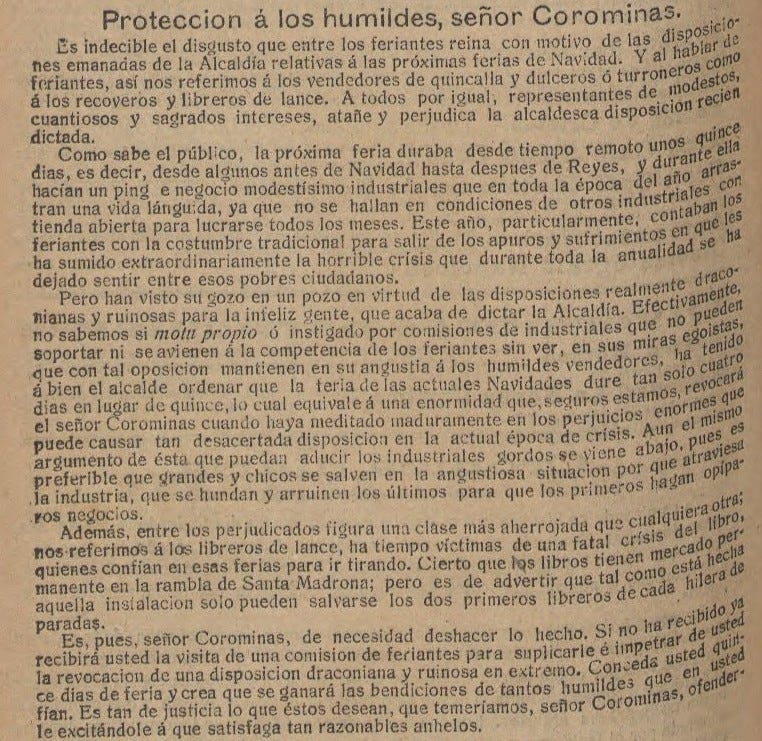 Proteccion á los humildes, señor Corominas.
Es indecible el disgusto que entre los feriantes reina con motivo de las disposicio-
nes emanadas de la Alcaldía relativas á las próximas ferias de Navidad. Y al hablar de
feriantes, así nos referimos á los vendedores de quincalla y dulceros ó turroneros como
á los recoveros y libreros de lance. A todos por igual, representantes de modestos,
cuantiosos y sagrados intereses, atañe y perjudica la alcaldesca disposición recien
dictada.
Como sabe el público, la próxima feria duraba desde tiempo remoto unos quince
dias, es decir, desde algunos antes de Navidad hasta despues de Reyes, y durante ella
hacían un ping e negocio modestísimo industriales que en toda la época del año arras-
tran una vida lánguida, ya que no se hallan en condiciones de otros industriales con
tienda abierta para lucrarse todos los meses. Este año, particularmente, contaban los
feriantes con la costumbre tradicional para salir de los apuros y sufrimientos en que les
ha sumido extraordinariamente la horrible crisis que durante toda la anualidad se ha
dejado sentir entre esos pobres ciudadanos.
Pero han visto su gozo en un pozo en virtud de las disposiciones realmente draco-
nianas y ruinosas para la infeliz gente, que acaba de dictar la Alcaldía. Efectivamente,
no sabemos si motu propio ó instigado por comisiones de industriales que no pueden
soportar ni se avienen á la competencia de los feriantes sin ver, en sus miras egoistas,
que con tal oposicion mantienen en su angustia á los humildes vendedores, ha tenido
á bien el alcalde ordenar que la teria de las actuales Navidades dure tan solo cuatro
dias en lugar de quince, lo cual equivale á una enormidad que, seguros estamos, revocará
el señor Corominas cuando haya meditado maduramente en los perjuicios enormes que
puede causar tan desacertada disposicion en la actual época de crisis. Aun el mismo
argumento de ésta que puedan aducir los industriales gordos se viene abajo, pues es
preferible que grandes y chicos se salven en la angustiosa situacion por que atraviesa
la industria, que se hundan y arruinen los últimos para que los primeros hagan opípa-
ros negocios.
Además, entre los perjudicados figura una clase más aherrojada que cualquiera otra;
nos referimos á los libreros de lance, ha tiempo víctimas de una fatal crisis del libro,
quienes confían en esas ferias para ir tirando. Cierto que los libros tienen mercado per-
manente en la rambla de Santa Madrona; pero es de advertir que tal como está hecha
aquella instalacion solo pueden salvarse los dos primeros libreros de cada hilera de
paradas.
Es, pues, señor Corominas, de necesidad deshacer lo hecho. Si no ha recibido ya
recibirá usted la visita de una comision de feriantes para suplicarle é impetrar de usted
la revocacion de una disposicion draconiana y ruinosa en extremo. Conceda usted quin-
ce dias de feria y crea que se ganará las bendiciones de tantos humildes que en usted
fían. Es tan de justicia lo que éstos desean, que temeríamos, señor Corominas, ofender-
le excitándole á que satisfaga tan razonables anhelos.